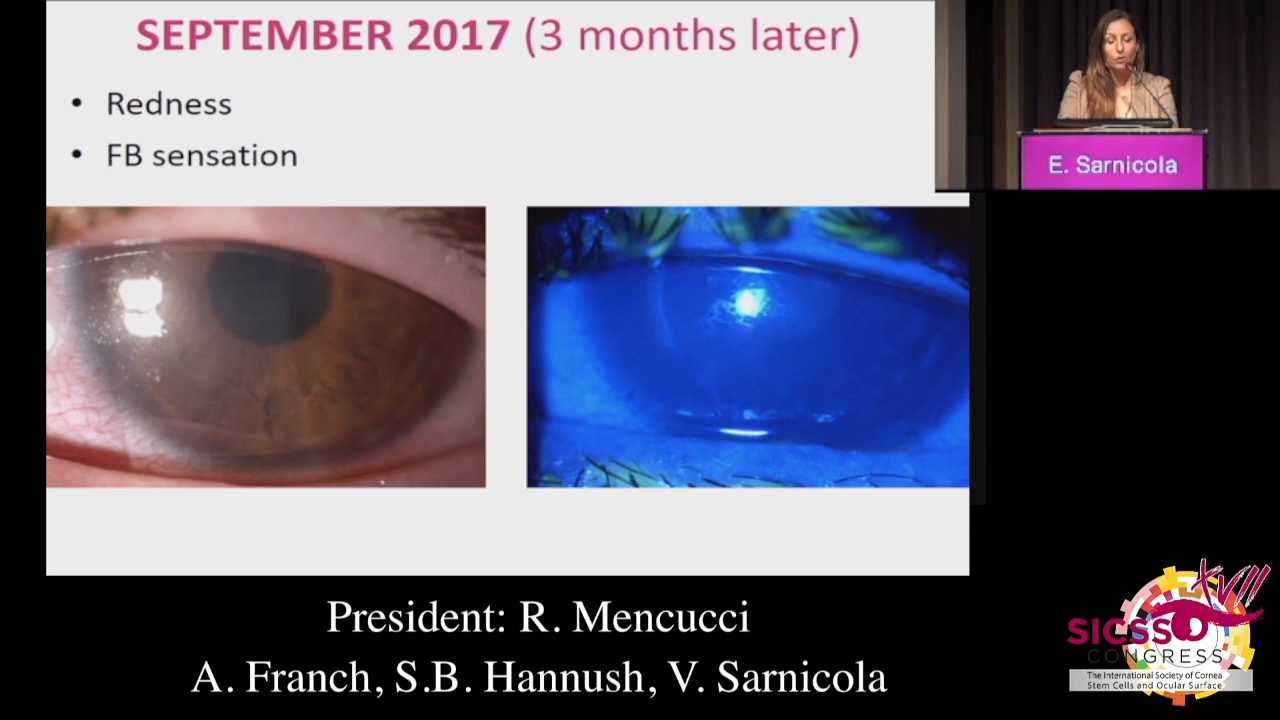 SEPTEMBER 2017 (3 months later)
• Redness
• FB sensation
E. Sarnicola
President: R. Mencucci
A. Franch, S.B. Hannush, V. Sarnicola
XVII
SICSSO
CONGRESS
The International Society of Cornea
Stem Cells and Ocular Surface